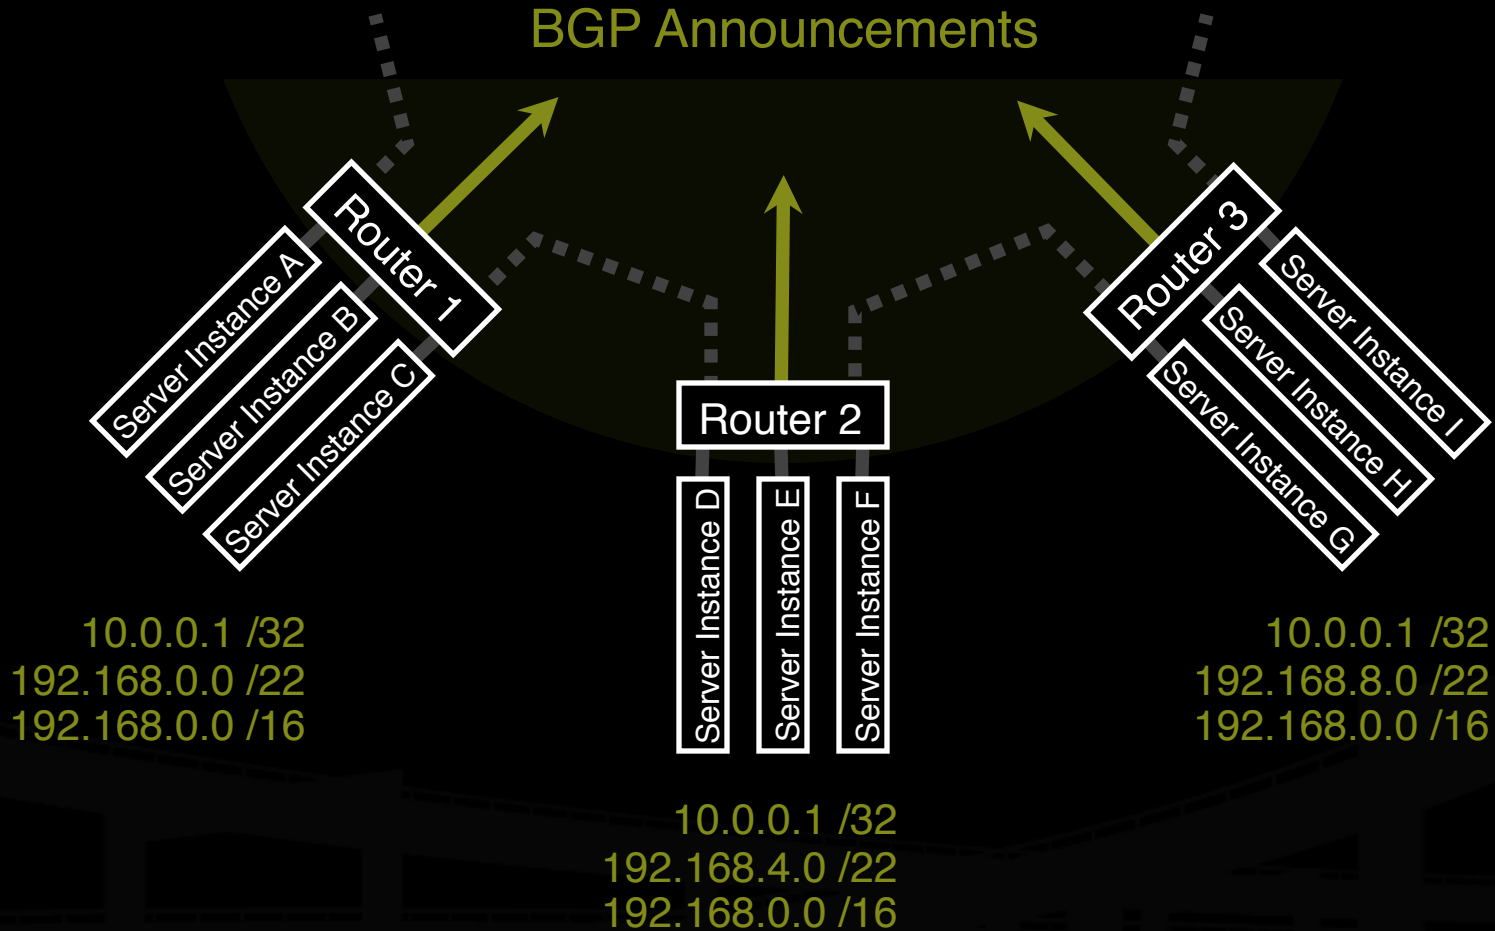 BGP Announcements
Router 1
Server Instance A
Server Instance B
Server Instance C
10.0.0.1 /32
192.168.0.0 /22
192.168.0.0 /16
Router 2
Server Instance D
Server Instance E
Server Instance F
10.0.0.1 /32
192.168.4.0 /22
192.168.0.0 /16
Router 3
Server Instance I
Server Instance H
Server Instance G
10.0.0.1 /32
192.168.8.0 /22
192.168.0.0 /16